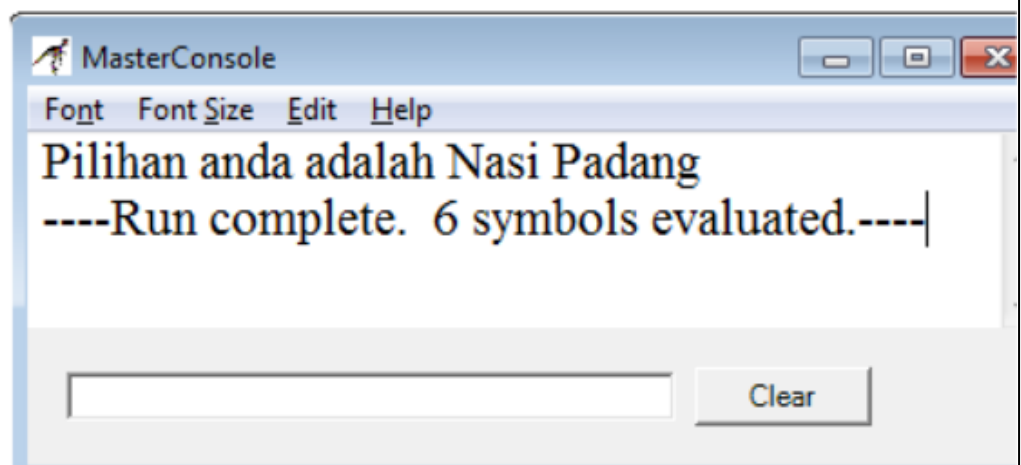 MasterConsole
Font Font Size Edit Help
Pilihan anda adalah Nasi Padang
----Run complete.  6 symbols evaluated.----
Clear